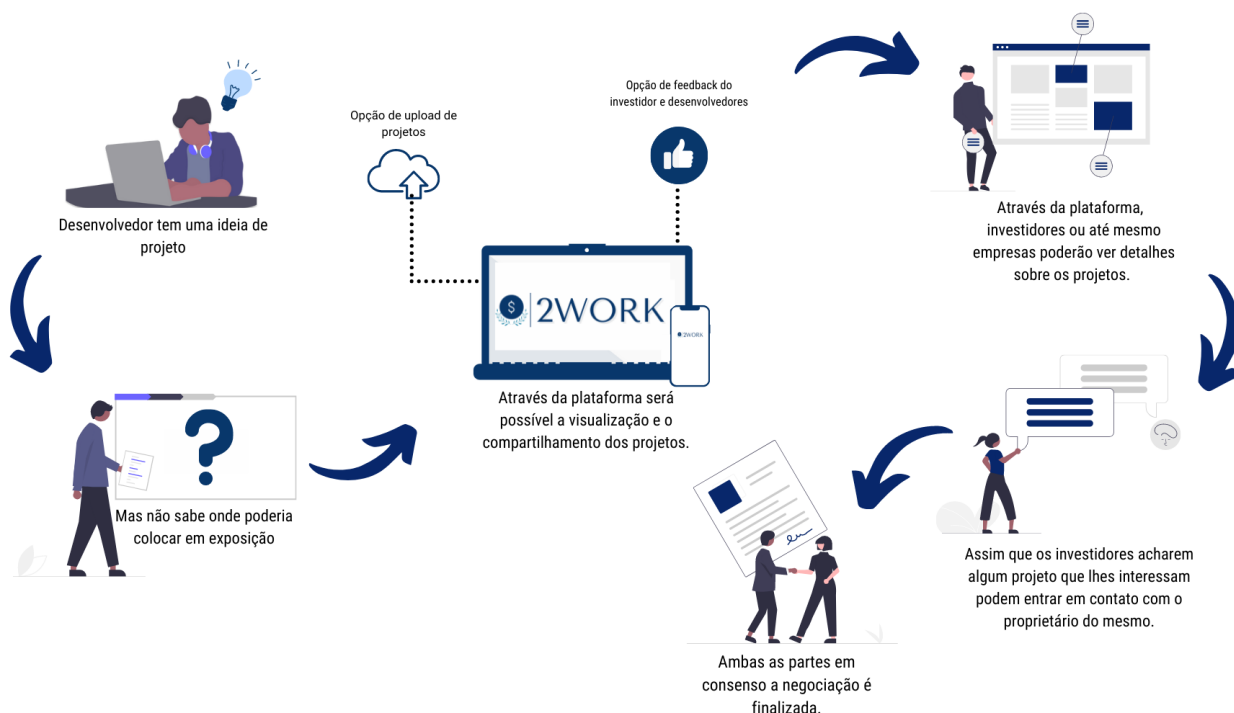 Desenvolvedor tem uma ideia de
projeto
Mas não sabe onde poderia
colocar em exposição
Opção de upload de
projetos
Opção de feedback do
investidor e desenvolvedores
$
2WORK
2WORK
Através da plataforma será
possível a visualização e o
compartilhamento dos projetos.
Através da plataforma,
investidores ou até mesmo
empresas poderão ver detalhes
sobre os projetos.
Assim que os investidores acharem
algum projeto que lhes interessam
podem entrar em contato com o
proprietário do mesmo.
Ambas as partes em
consenso a negociação é
finalizada.